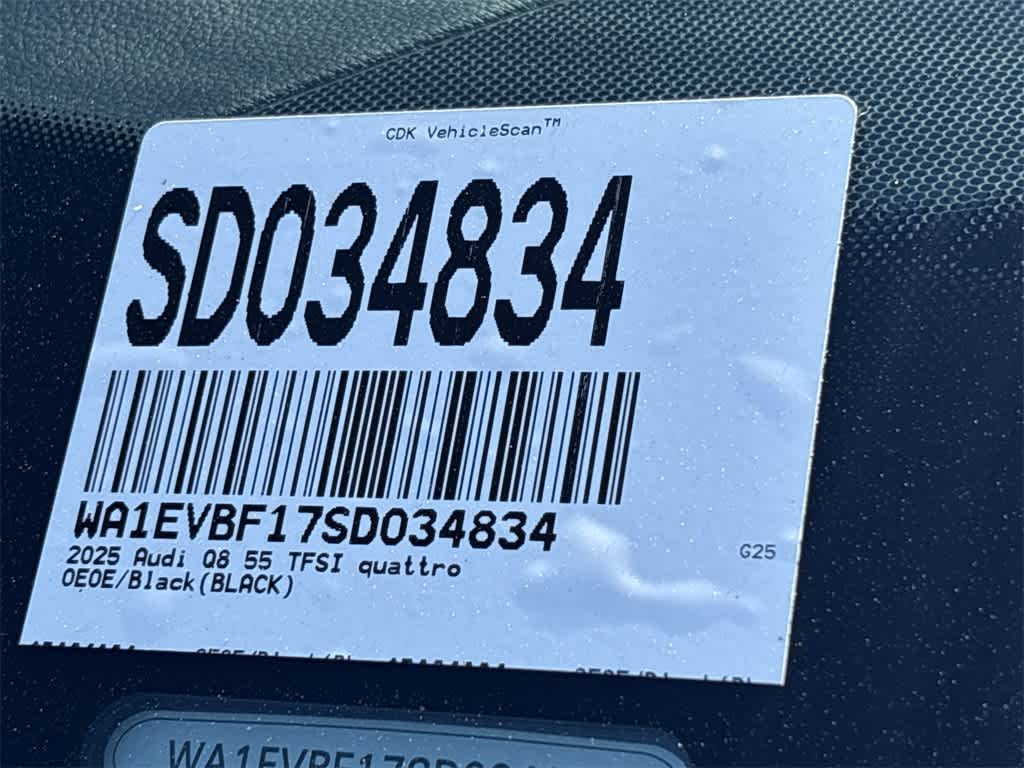 CDK VehicleScan™
SD034834
WA1EVBF17SD034834
2025 Audi Q8 55 TFSI quattro
G25
0E0E/Black(BLACK)